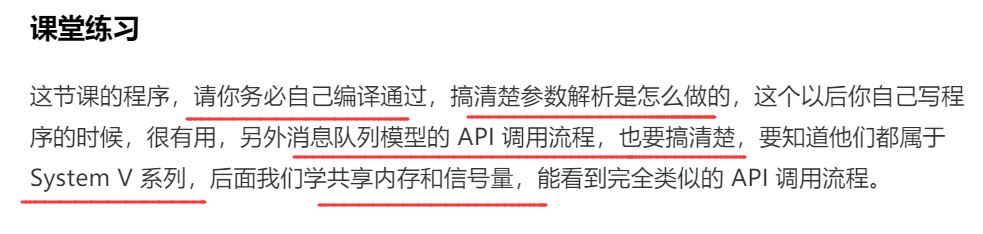 课堂练习
这节课的程序，请你务必自己编译通过，搞清楚参数解析是怎么做的，这个以后你自己写程
序的时候，很有用，另外消息队列模型的 API 调用流程，也要搞清楚，要知道他们都属于
System V 系列，后面我们学共享内存和信号量，能看到完全类似的 API 调用流程。